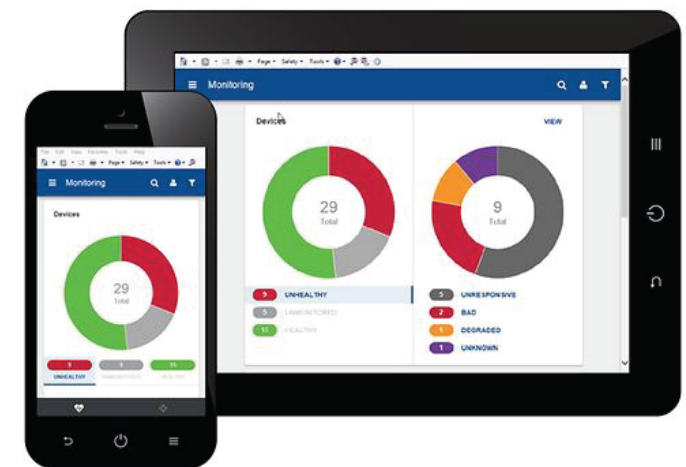 File Edit View Favorites Tools Help
Page Safety Tools
Monitoring
Devices
29
Total
9
UNHEALTHY
Page Safety Tools
Monitoring
Devices
VIEW
29
Total
9
Total
9 UNHEALTHY
5 UNMONITORED
15 HEALTHY
5 UNRESPONSIVE
2 BAD
1 DEGRADED
1 UNKNOWN